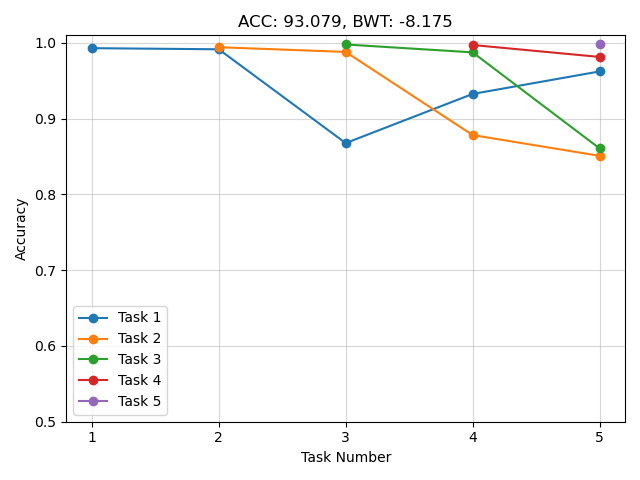 ACC: 93.079, BWT: -8.175
1.0
0.9
0.8
0.7
0.6
0.5
Accuracy
Task 1
Task 2
Task 3
Task 4
Task 5
1 2 3 4 5
Task Number